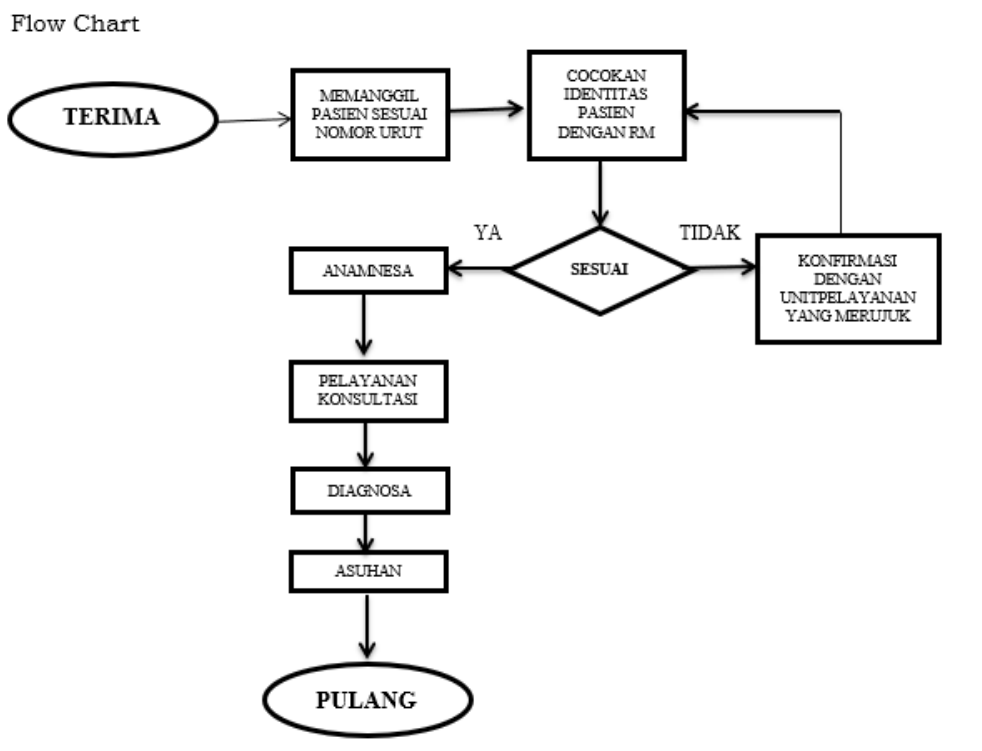 Flow Chart
TERIMA
MEMANGGIL
PASIEN SESUAI
NOMOR URUT
COCOKAN
IDENTITAS
PASIEN
DENGAN RM
YA
TIDAK
SESUAI
KONFIRMASI
DENGAN
UNITPELAYANAN
YANG MERUJUK
ANAMNESA
PELAYANAN
KONSULTASI
DIAGNOSA
ASUHAN
PULANG